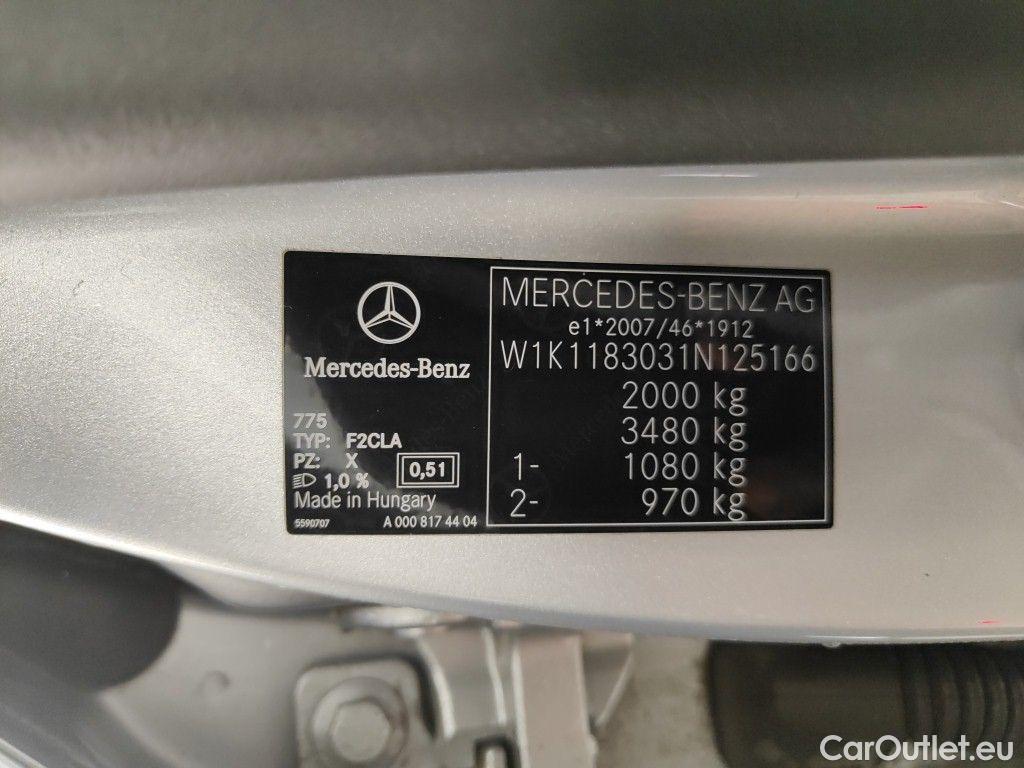 Mercedes-Benz
775
TYP: F2CLA
PZ: X
1,0 %
0,51
Made in Hungary
5590707
A 000 817 44 04
MERCEDES-BENZ AG
e1*2007/46*1912
W1K1183031N125166
2000 kg
3480 kg
1- 1080 kg
2- 970 kg
CarOutlet.eu